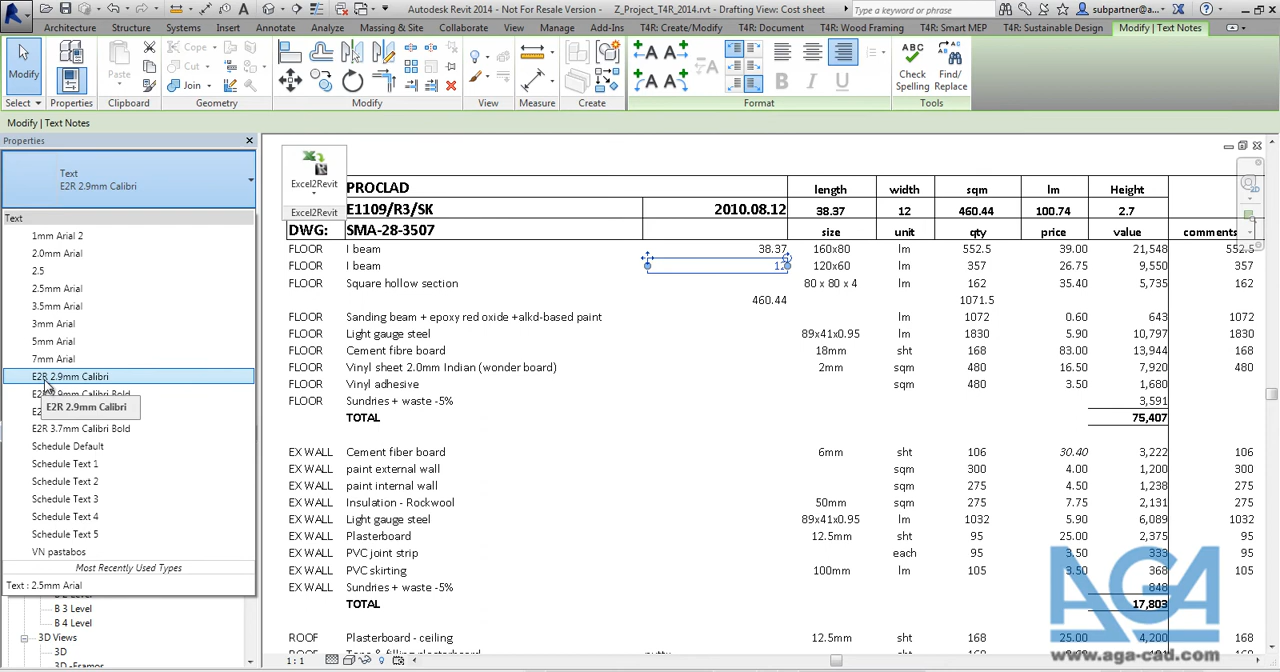 Autodesk Revit 2014 - Not For Resale Version - Z_Project_T4R_2014.rvt - Drafting View: Cost sheet
Type a keyword or phrase
subpartner@a...
Architecture Structure Systems Insert Annotate Analyze Massing & Site Collaborate View Manage Add-Ins T4R: Create/Modify T4R: Document T4R: Wood Framing T4R: Smart MEP T4R: Sustainable Design Modify | Text Notes
Modify
Paste
Cope
Cut
Join
Check Spelling
Find/ Replace
Select Properties Clipboard Geometry Modify View Measure Create Format Tools
Modify | Text Notes
Properties
Text
E2R 2.9mm Calibri
Text
1mm Arial 2
2.0mm Arial
2.5
2.5mm Arial
3.5mm Arial
3mm Arial
5mm Arial
7mm Arial
E2R 2.9mm Calibri
E2R 2.9mm Calibri Bold
E2R 2.9mm Calibri
E2R 3.7mm Calibri Bold
Schedule Default
Schedule Text 1
Schedule Text 2
Schedule Text 3
Schedule Text 4
Schedule Text 5
VN pastabos
Most Recently Used Types
Text : 2.5mm Arial
B 3 Level
B 4 Level
3D Views
3D
3D -Frames
Excel2Revit
Excel2Revit
PROCLAD length width sqm lm Height
E1109/R3/SK 2010.08.12 38.37 12 460.44 100.74 2.7
DWG: SMA-28-3507 size unit qty price value comments
FLOOR I beam 38.37 160x80 lm 552.5 39.00 21,548 552.5
FLOOR I beam 12 120x60 lm 357 26.75 9,550 357
FLOOR Square hollow section 80 x 80 x 4 lm 162 35.40 5,735 162
460.44 1071.5
FLOOR Sanding beam + epoxy red oxide +alkd-based paint lm 1072 0.60 643 1072
FLOOR Light gauge steel 89x41x0.95 lm 1830 5.90 10,797 1830
FLOOR Cement fibre board 18mm sht 168 83.00 13,944 168
FLOOR Vinyl sheet 2.0mm Indian (wonder board) 2mm sqm 480 16.50 7,920 480
FLOOR Vinyl adhesive sqm 480 3.50 1,680
FLOOR Sundries + waste -5% 3,591
TOTAL 75,407
EX WALL Cement fiber board 6mm sht 106 30.40 3,222 106
EX WALL paint external wall sqm 300 4.00 1,200 300
EX WALL paint internal wall sqm 275 4.50 1,238 275
EX WALL Insulation - Rockwool 50mm sqm 275 7.75 2,131 275
EX WALL Light gauge steel 89x41x0.95 lm 1032 5.90 6,089 1032
EX WALL Plasterboard 12.5mm sht 95 25.00 2,375 95
EX WALL PVC joint strip each 95 3.50 333 95
EX WALL PVC skirting 100mm lm 105 3.50 368 105
EX WALL Sundries + waste -5% 848
TOTAL 17,803
ROOF Plasterboard - ceiling 12.5mm sht 168 25.00 4,200 168
1 : 1
AGA
www.aga-cad.com